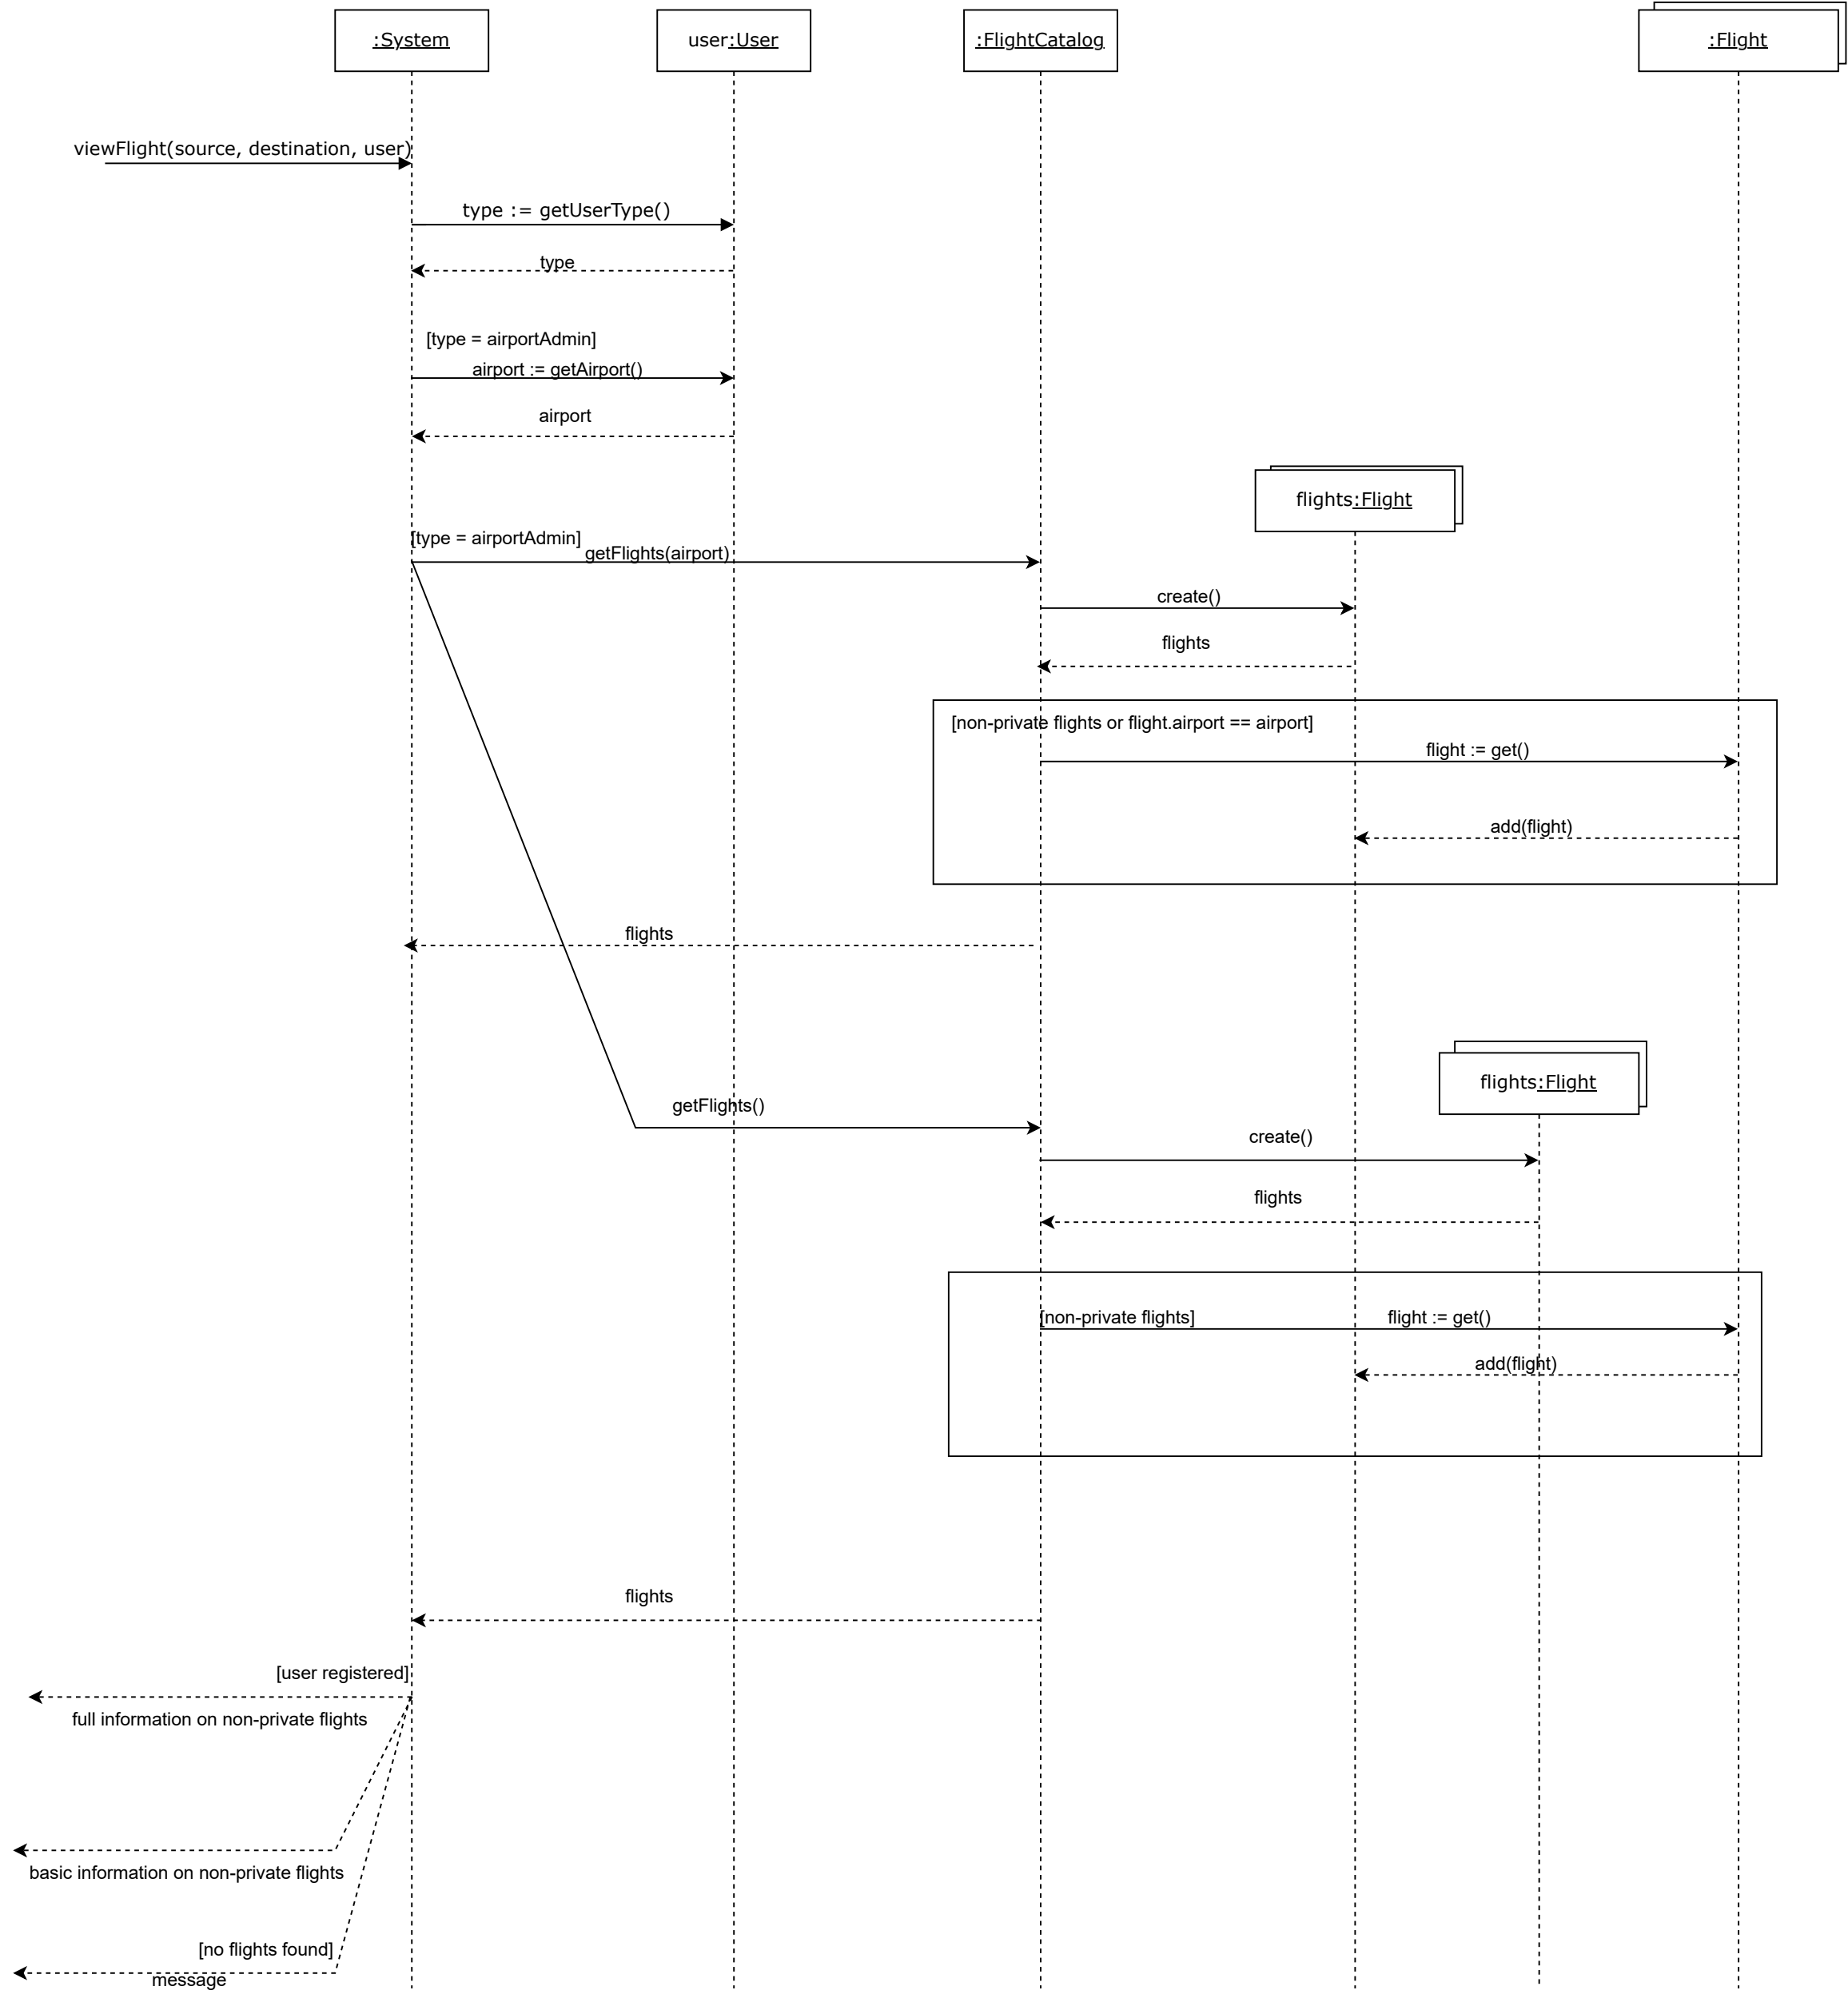 :System
user:User
:FlightCatalog
:Flight
viewFlight(source, destination, user)
type := getUserType()
type
[type = airportAdmin]
airport := getAirport()
airport
flights:Flight
[type = airportAdmin]
getFlights(airport)
create()
flights
[non-private flights or flight.airport == airport]
flight := get()
add(flight)
flights
flights:Flight
getFlights()
create()
flights
[non-private flights]
flight := get()
add(flight)
flights
[user registered]
full information on non-private flights
basic information on non-private flights
[no flights found]
message